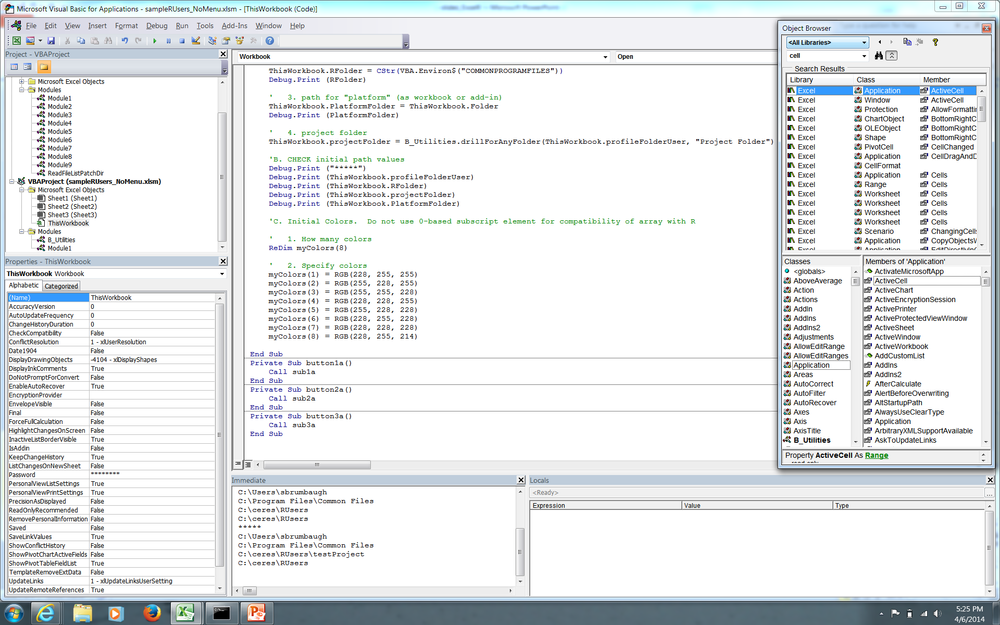 Microsoft Visual Basic for Applications - sampleRUsers_NoMenu.xlsm - [ThisWorkbook (Code)]
File Edit View Insert Format Debug Run Tools Add-Ins Window Help
Project - VBAProject
Microsoft Excel Objects
Modules
Module1
Module2
Module3
Module4
Module5
Module6
Module7
Module8
Module9
ReadFileListPatchDir
VBAProject (sampleRUsers_NoMenu.xlsm)
Microsoft Excel Objects
Sheet1 (Sheet1)
Sheet2 (Sheet2)
Sheet3 (Sheet3)
ThisWorkbook
Modules
B_Utilities
Module1
Properties - ThisWorkbook
ThisWorkbook Workbook
Alphabetic Categorized
(Name) ThisWorkbook
AccuracyVersion 0
AutoUpdateFrequency 0
ChangeHistoryDuration 0
CheckCompatibility False
ConflictResolution 1 - xlUserResolution
Date1904 False
DisplayDrawingObjects -4104 - xlDisplayShapes
DisplayInkComments True
DoNotPromptForConvert False
EnableAutoRecover True
EncryptionProvider
EnvelopeVisible False
Final False
ForceFullCalculation False
HighlightChangesOnScreen False
InactiveListBorderVisible True
IsAddin False
KeepChangeHistory True
ListChangesOnNewSheet False
Password ********
PersonalViewListSettings True
PersonalViewPrintSettings True
PrecisionAsDisplayed False
ReadOnlyRecommended False
RemovePersonalInformation False
Saved False
SaveLinkValues True
ShowConflictHistory False
ShowPivotChartActiveFields False
ShowPivotTableFieldList True
TemplateRemoveExtData False
UpdateLinks 1 - xlUpdateLinksUserSetting
UpdateRemoteReferences True
Workbook Open
ThisWorkbook.RFolder = CStr(VBA.Environ$("COMMONPROGRAMFILES"))
Debug.Print (RFolder)
' 3. path for "platform" (as workbook or add-in)
ThisWorkbook.PlatformFolder = ThisWorkbook.Folder
Debug.Print (PlatformFolder)
' 4. project folder
ThisWorkbook.projectFolder = B_Utilities.drillForAnyFolder(ThisWorkbook.profileFolderUser, "Project Folder")
'B. CHECK initial path values
Debug.Print ("*****")
Debug.Print (ThisWorkbook.profileFolderUser)
Debug.Print (ThisWorkbook.RFolder)
Debug.Print (ThisWorkbook.projectFolder)
Debug.Print (ThisWorkbook.PlatformFolder)
'C. Initial Colors. Do not use 0-based subscript element for compatibility of array with R
' 1. How many colors
ReDim myColors(8)
' 2. Specify colors
myColors(1) = RGB(228, 255, 255)
myColors(2) = RGB(255, 228, 255)
myColors(3) = RGB(255, 255, 228)
myColors(4) = RGB(228, 228, 255)
myColors(5) = RGB(255, 228, 228)
myColors(6) = RGB(228, 255, 228)
myColors(7) = RGB(228, 228, 228)
myColors(8) = RGB(228, 255, 214)
End Sub
Private Sub button1a()
Call sub1a
End Sub
Private Sub button2a()
Call sub2a
End Sub
Private Sub button3a()
Call sub3a
End Sub
Immediate
C:\Users\sbrumbaugh
C:\Program Files\Common Files
C:\ceres\RUsers
C:\ceres\RUsers
*****
C:\Users\sbrumbaugh
C:\Program Files\Common Files
C:\ceres\RUsers\testProject
C:\ceres\RUsers
Locals
<Ready>
Expression Value Type
Object Browser
<All Libraries>
cell
Search Results
Library Class Member
Excel Application ActiveCell
Excel Window ActiveCell
Excel Protection AllowFormattin
Excel ChartObject BottomRightC
Excel OLEObject BottomRightC
Excel Shape BottomRightC
Excel PivotCell CellChanged
Excel Application CellDragAndD
Excel CellFormat
Excel Application Cells
Excel Range Cells
Excel Worksheet Cells
Excel Worksheet Cells
Excel Worksheet Cells
Excel Worksheet Cells
Excel Scenario ChangingCells
Excel Application CopyObjectsW
Excel Application EditDirectlyInC
Classes
<globals>
AboveAverage
Action
Actions
AddIn
AddIns
AddIns2
Adjustments
AllowEditRange
AllowEditRanges
Application
Areas
AutoCorrect
AutoFilter
AutoRecover
Axes
Axis
AxisTitle
B_Utilities
Members of 'Application'
ActivateMicrosoftApp
ActiveCell
ActiveChart
ActiveEncryptionSession
ActivePrinter
ActiveProtectedViewWindow
ActiveSheet
ActiveWindow
ActiveWorkbook
AddCustomList
AddIns
AddIns2
AfterCalculate
AlertBeforeOverwriting
AltStartupPath
AlwaysUseClearType
Application
ArbitraryXMLSupportAvailable
AskToUpdateLinks
Property ActiveCell As Range
read-only
5:25 PM
4/6/2014